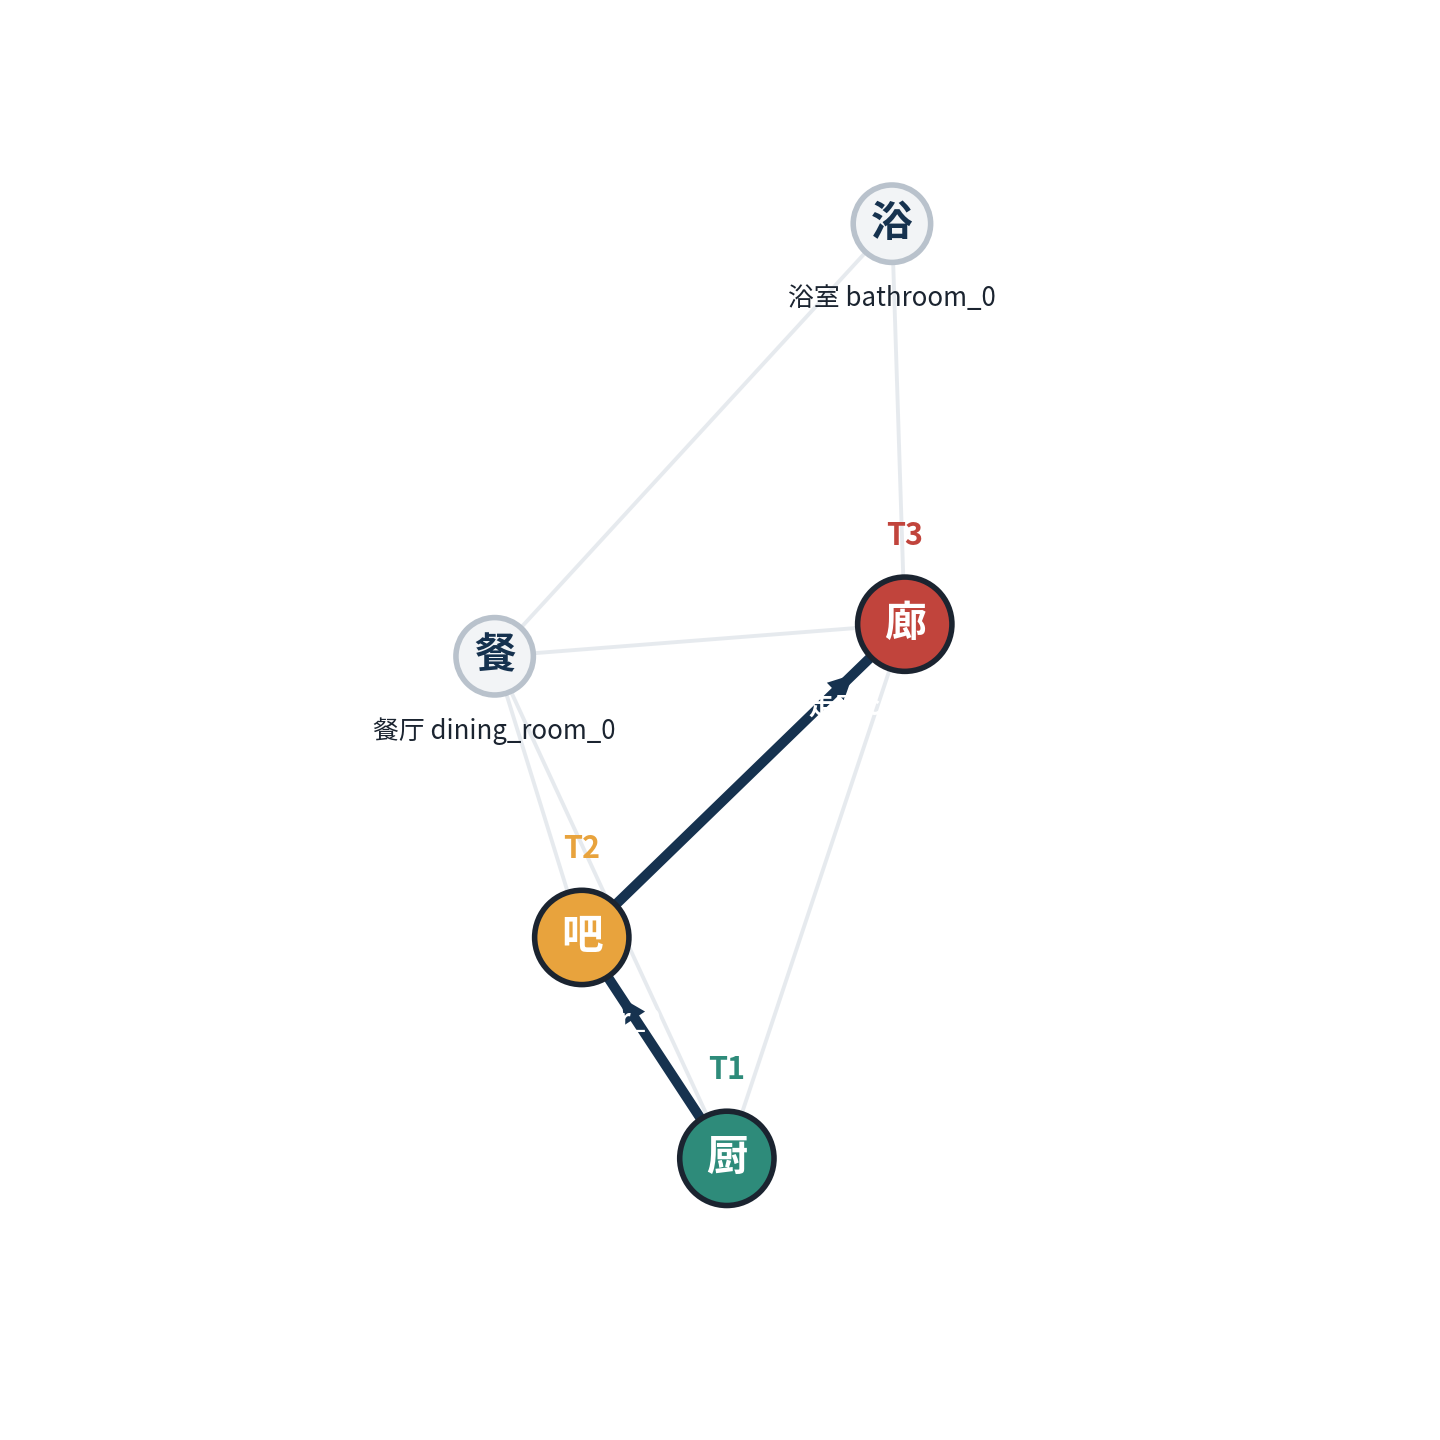 浴
浴室 bathroom_0
T3
廊
餐
餐厅 dining_room_0
T2
吧
T1
厨